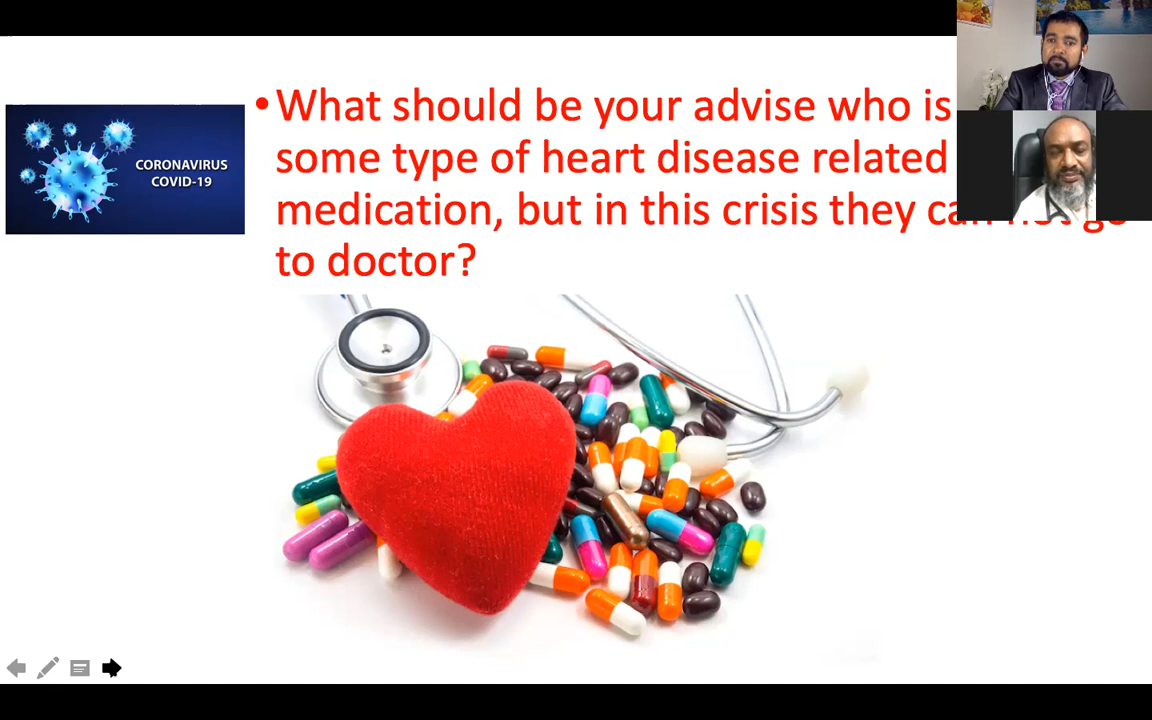 • What should be your advise who is
some type of heart disease related
medication, but in this crisis they
to doctor?
CORONAVIRUS
COVID-19